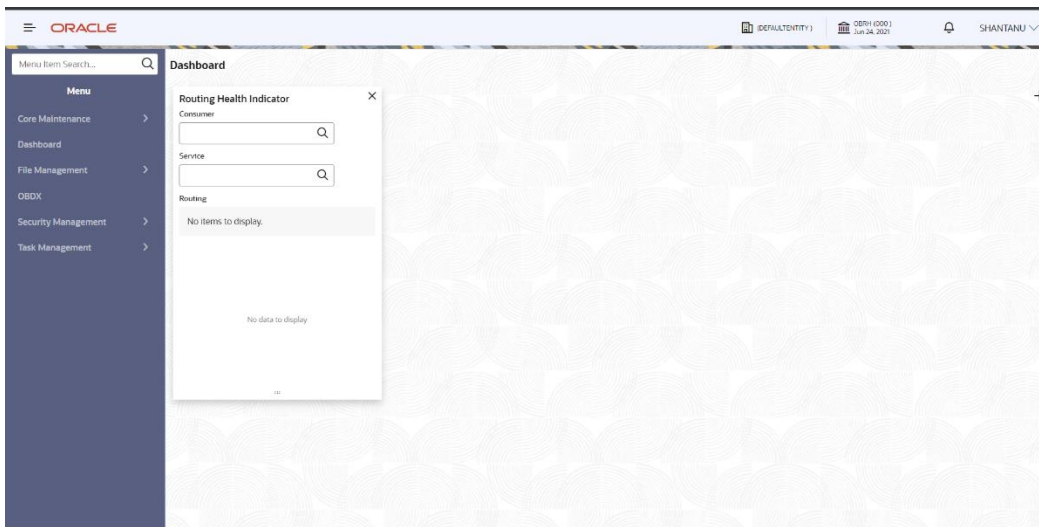 ORACLE
(DEFAULTENTITY)
OBRH (000)
Jun 24, 2021
SHANTANU
Menu Item Search...
Menu
Core Maintenance
Dashboard
File Management
OBDX
Security Management
Task Management
Dashboard
Routing Health Indicator
Consumer
Service
Routing
No items to display.
No data to display